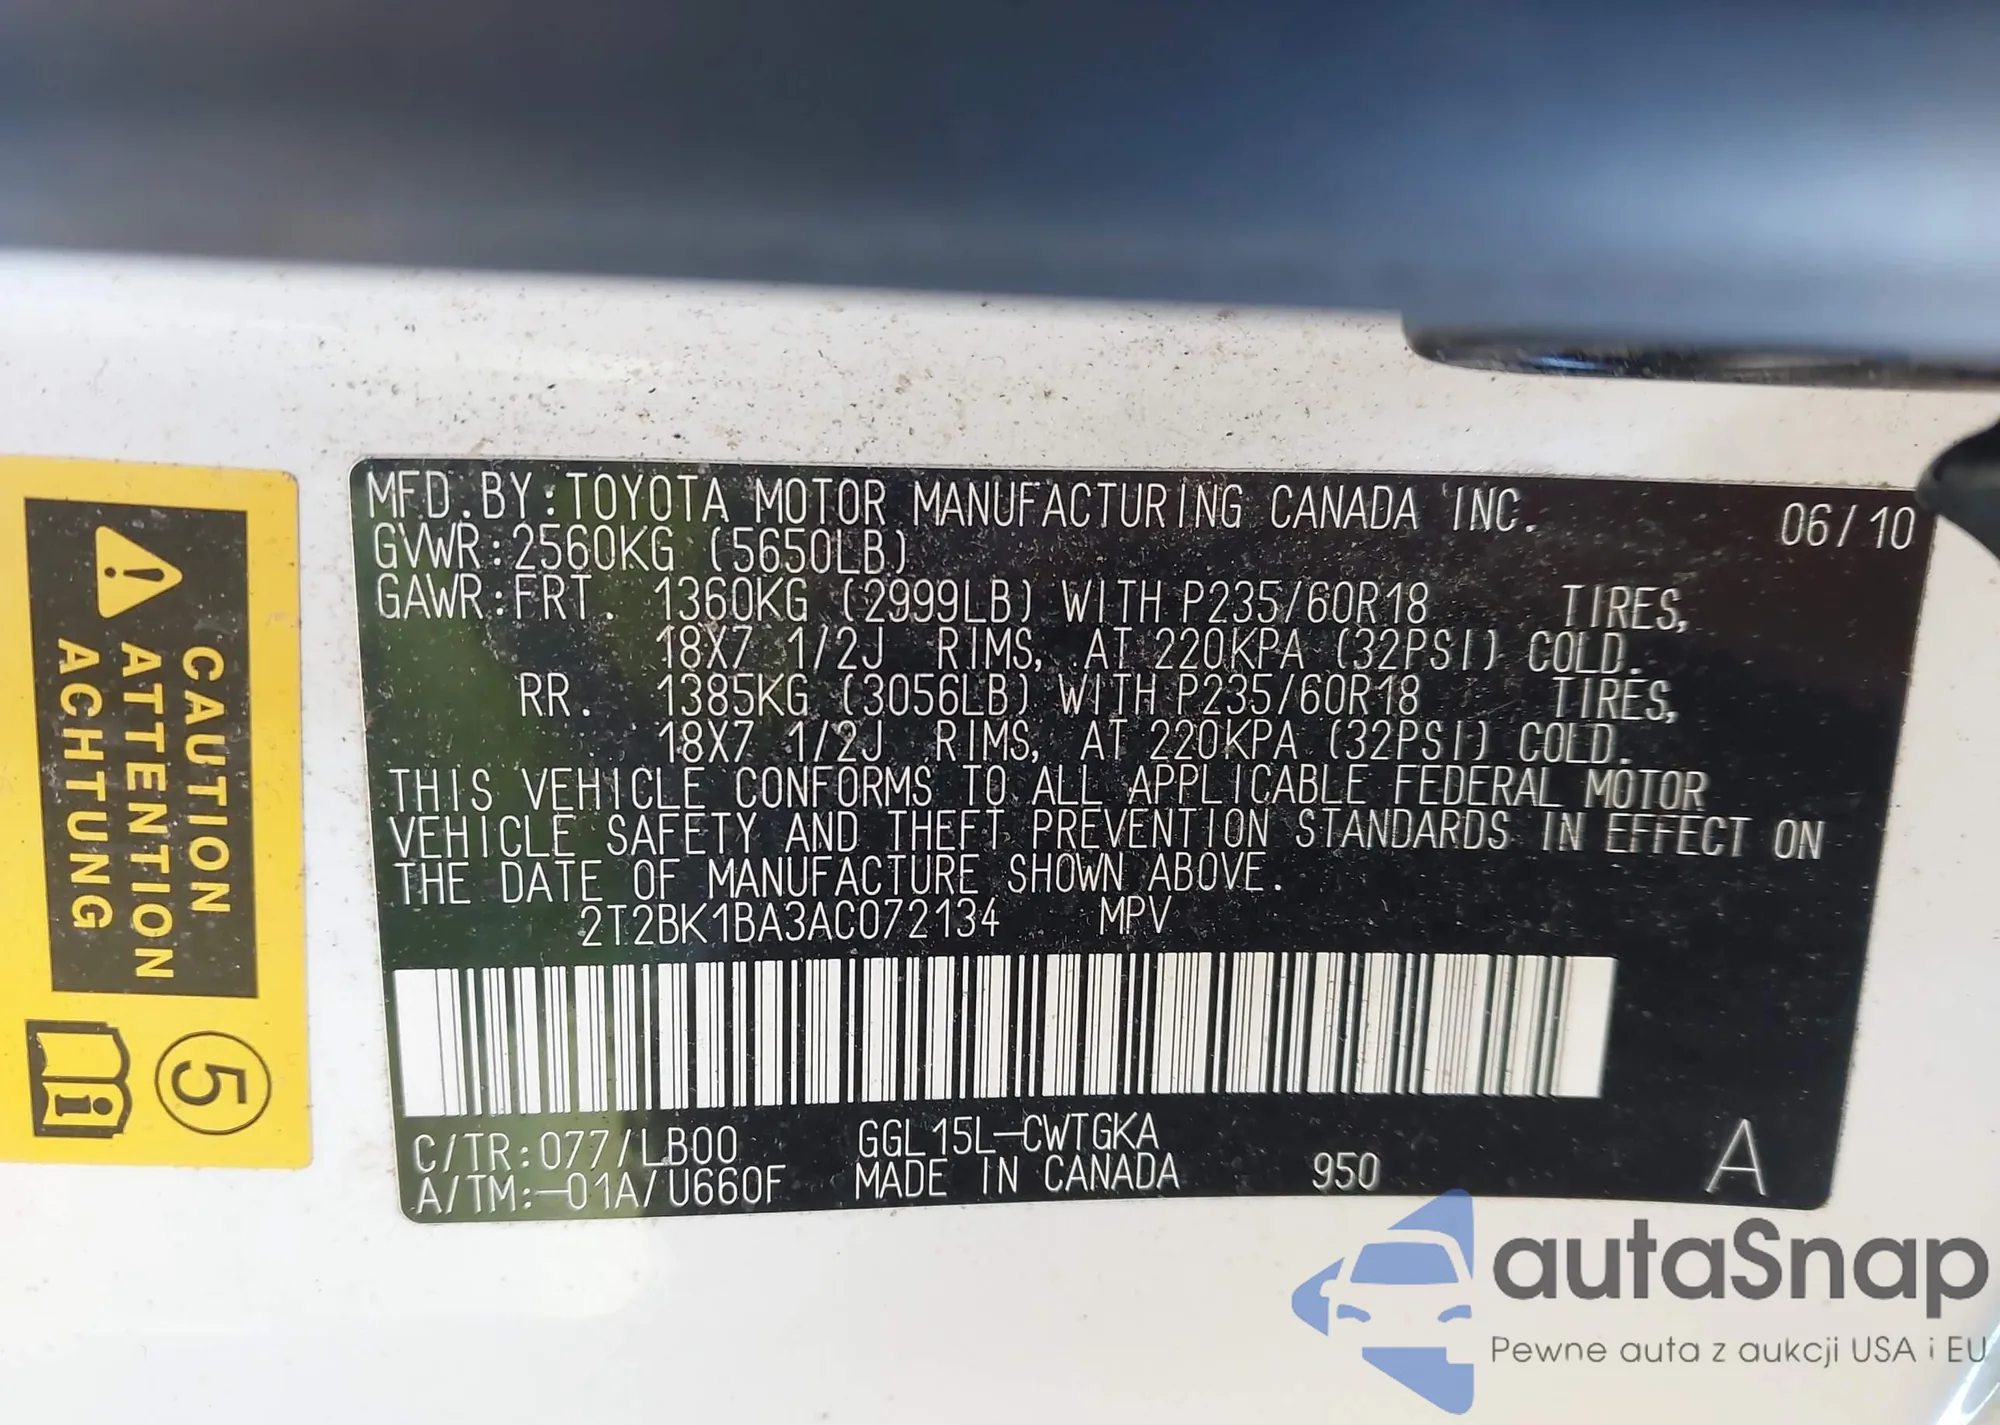 MFD.BY:TOYOTA MOTOR MANUFACTURING CANADA INC. 06/10
GVWR:2560KG (5650LB)
GAWR:FRT. 1360KG (2999LB) WITH P235/60R18 TIRES,
18X7 1/2J RIMS, AT 220KPA (32PSI) COLD.
RR. 1385KG (3056LB) WITH P235/60R18 TIRES,
18X7 1/2J RIMS, AT 220KPA (32PSI) COLD.
THIS VEHICLE CONFORMS TO ALL APPLICABLE FEDERAL MOTOR
VEHICLE SAFETY AND THEFT PREVENTION STANDARDS IN EFFECT ON
THE DATE OF MANUFACTURE SHOWN ABOVE.
2T2BK1BA3AC072134 MPV
C/TR:077/LB00 GGL15L-CWTGKA
A/TM:-01A/U660F MADE IN CANADA 950 A
CAUTION
ATTENTION
ACHTUNG
5
autaSnap
Pewne auta z aukcji USA i EU